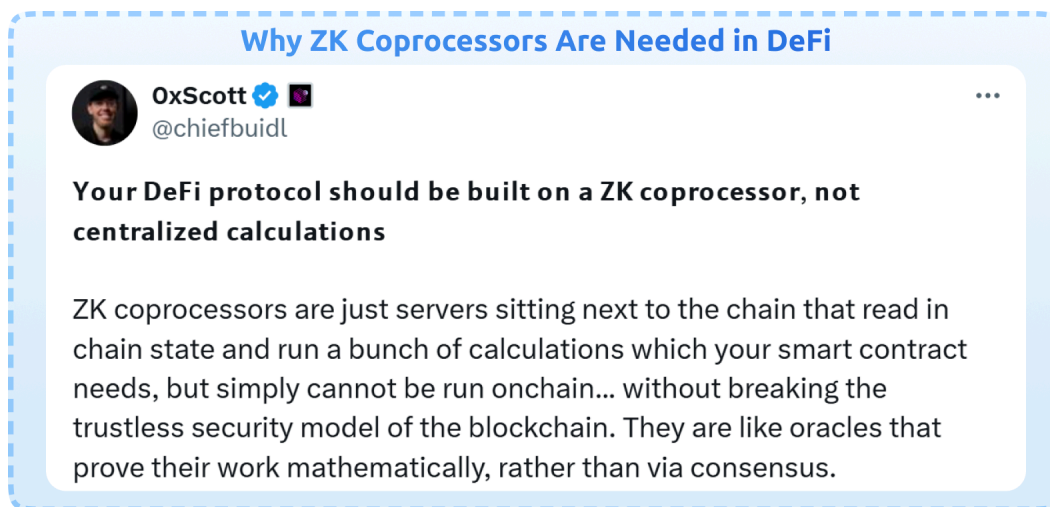 Why ZK Coprocessors Are Needed in DeFi
0xScott
@chiefbuidl
Your DeFi protocol should be built on a ZK coprocessor, not
centralized calculations
ZK coprocessors are just servers sitting next to the chain that read in
chain state and run a bunch of calculations which your smart contract
needs, but simply cannot be run onchain... without breaking the
trustless security model of the blockchain. They are like oracles that
prove their work mathematically, rather than via consensus.